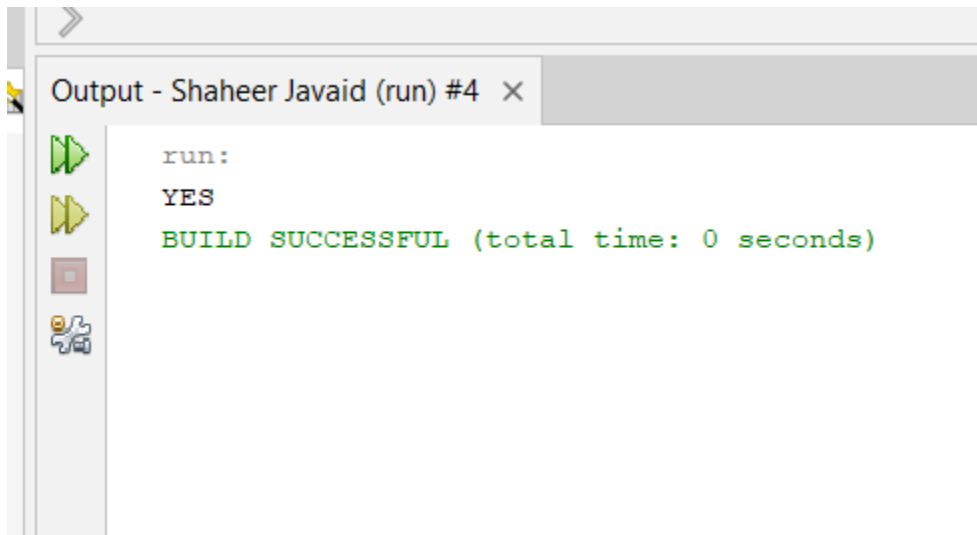 Output - Shaheer Javaid (run) #4
run:
YES
BUILD SUCCESSFUL (total time: 0 seconds)